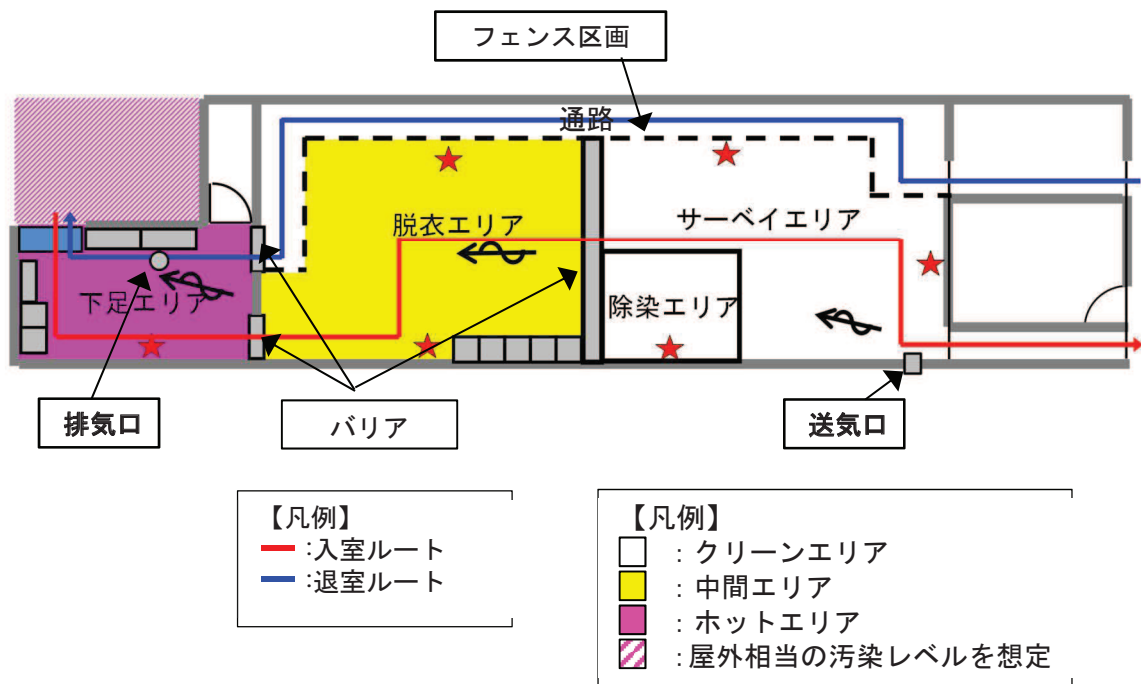 フェンス区画
通路
脱衣エリア
サーベイエリア
下足エリア
除染エリア
排気口
バリア
送気口
【凡例】
:入室ルート
:退室ルート
【凡例】
:クリーンエリア
:中間エリア
:ホットエリア
:屋外相当の汚染レベルを想定